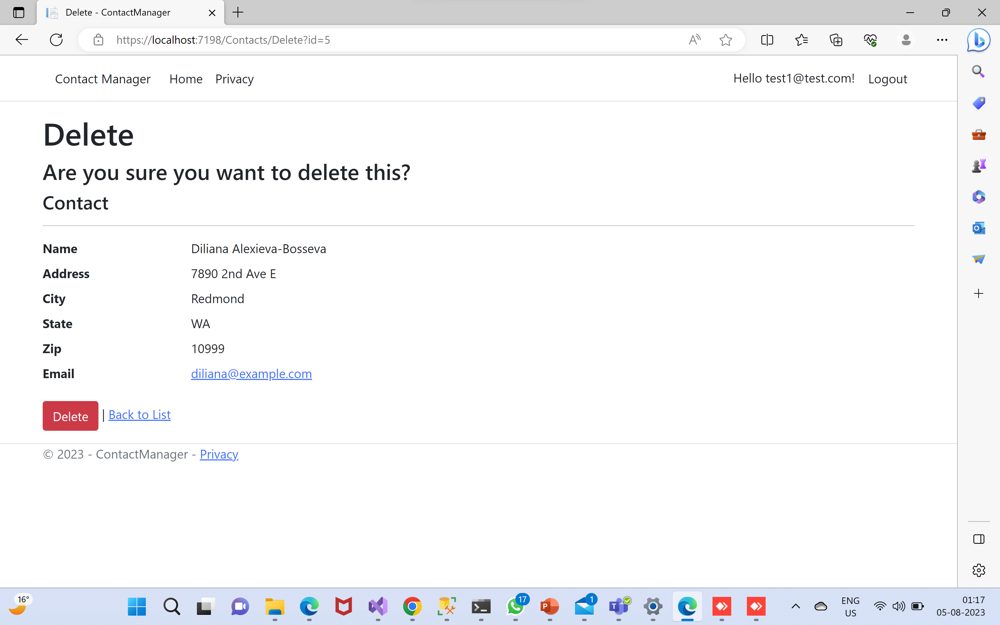 Delete - ContactManager
https://localhost:7198/Contacts/Delete?id=5
Contact Manager Home Privacy Hello test1@test.com! Logout
Delete
Are you sure you want to delete this?
Contact
Name Diliana Alexieva-Bosseva
Address 7890 2nd Ave E
City Redmond
State WA
Zip 10999
Email diliana@example.com
Delete | Back to List
© 2023 - ContactManager - Privacy
16°
17
1
ENG
US
01:17
05-08-2023